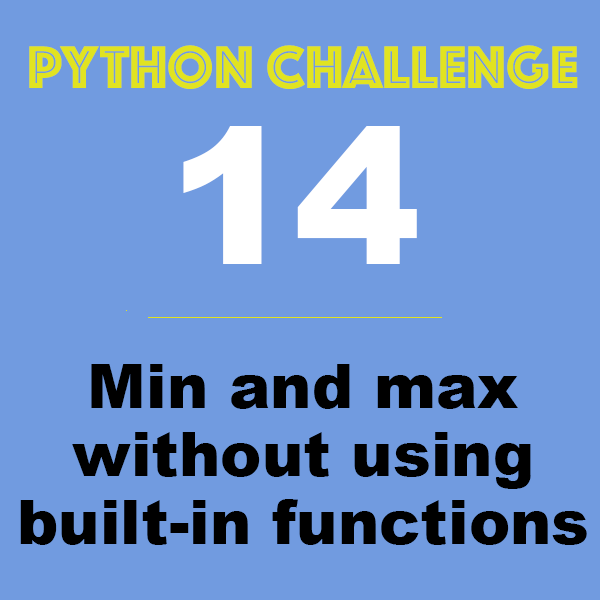 PYTHON CHALLENGE
14
Min and max
without using
built-in functions